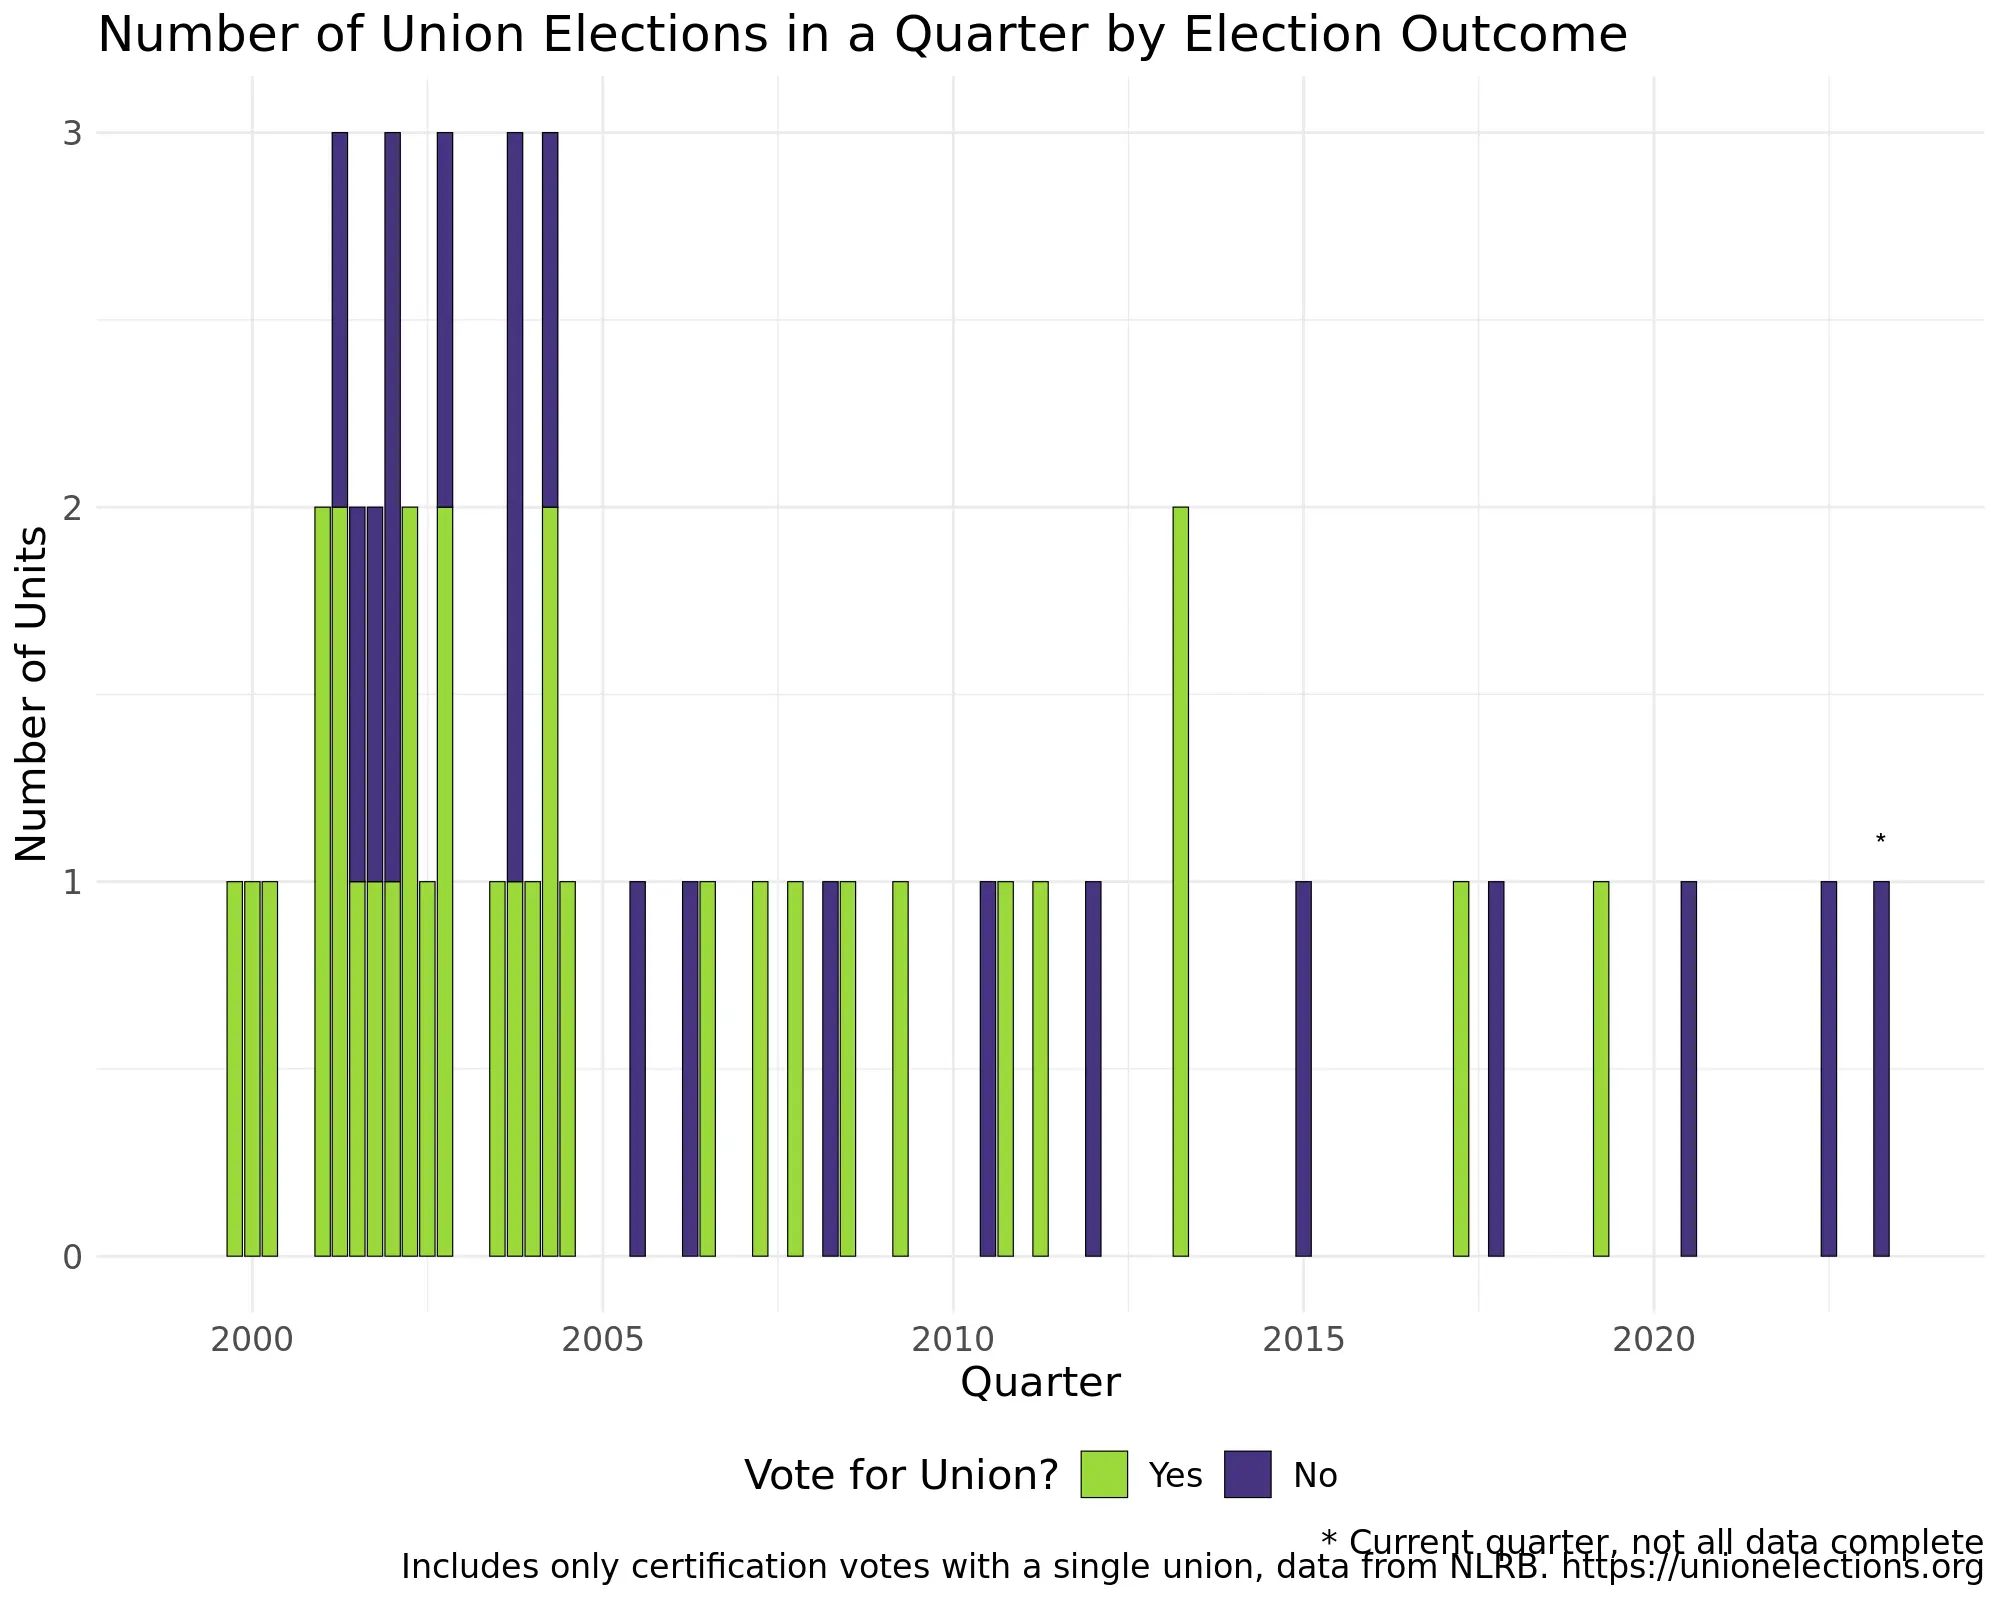 Number of Union Elections in a Quarter by Election Outcome
3
2
1
0
Number of Units
*
2000 2005 2010 2015 2020
Quarter
Vote for Union? Yes No
* Current quarter, not all data complete
Includes only certification votes with a single union, data from NLRB. https://unionelections.org